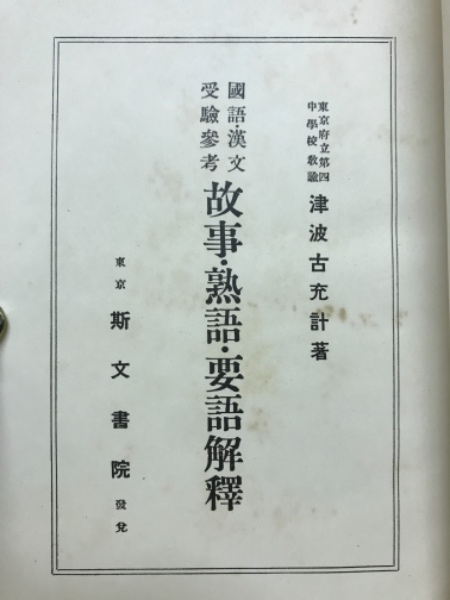 東京府立第四
中學校敎諭
津波古充計著
國語・漢文
受驗參考
故事・熟語・要語解釋
東京
斯文書院
發兌